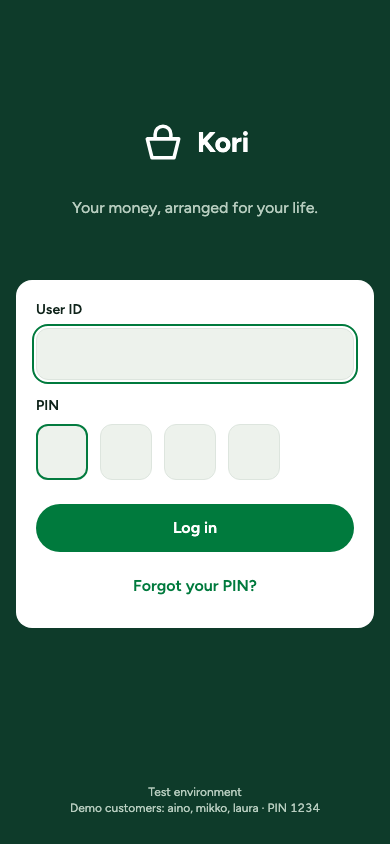 Kori
Your money, arranged for your life.
User ID
PIN
Log in
Forgot your PIN?
Test environment
Demo customers: aino, mikko, laura · PIN 1234